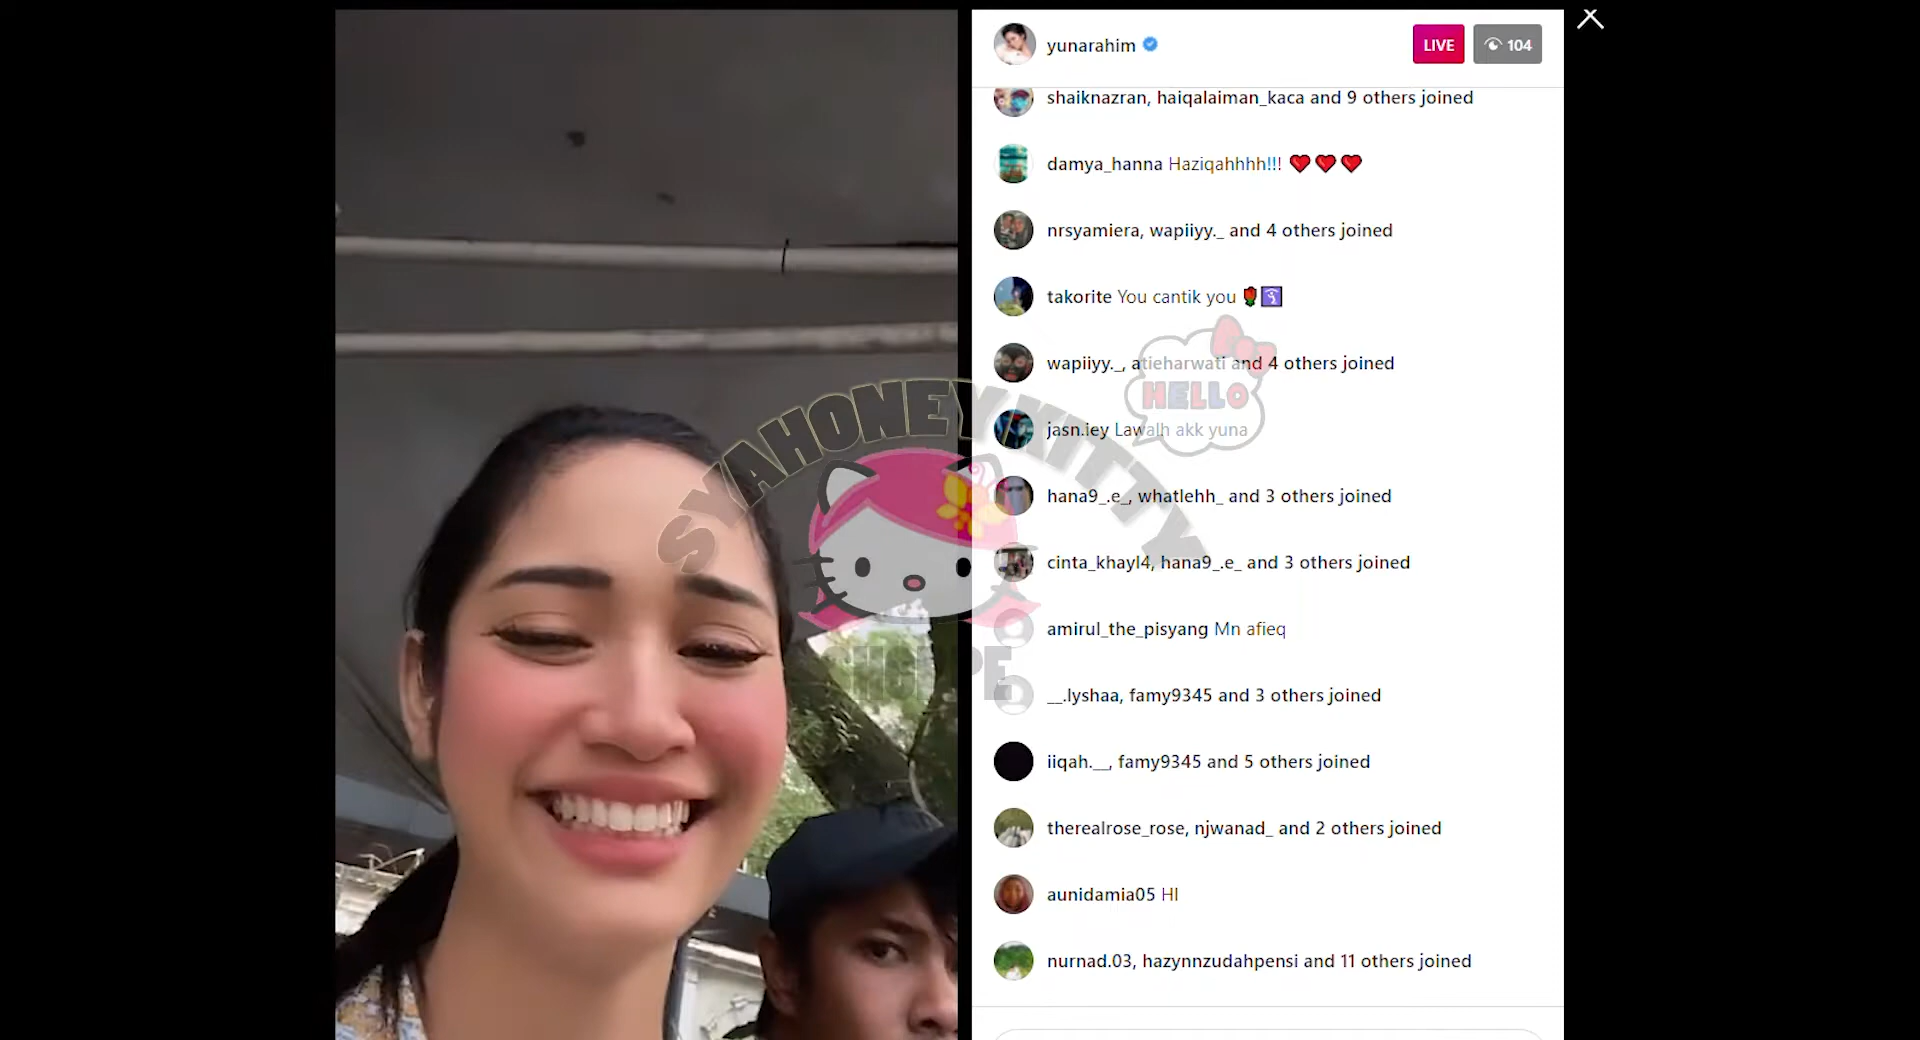 yunarahim
LIVE
104
shaiknazran, haiqalaiman_kaca and 9 others joined
damya_hanna Haziqahhhh!!! ❤️❤️❤️
nrsyamiera, wapiiyy._ and 4 others joined
takorite You cantik you 🌹🛐
wapiiyy._, atieharwati and 4 others joined
HELLO
jasn.iey Lawalh akk yuna
SYAHONEY KITTY
hana9_.e_, whatlehh_ and 3 others joined
cinta_khayl4, hana9_.e_ and 3 others joined
amirul_the_pisyang Mn afieq
__.lyshaa, famy9345 and 3 others joined
iiqah.__, famy9345 and 5 others joined
therealrose_rose, njwanad_ and 2 others joined
aunidamia05 HI
nurnad.03, hazynnzudahpensi and 11 others joined